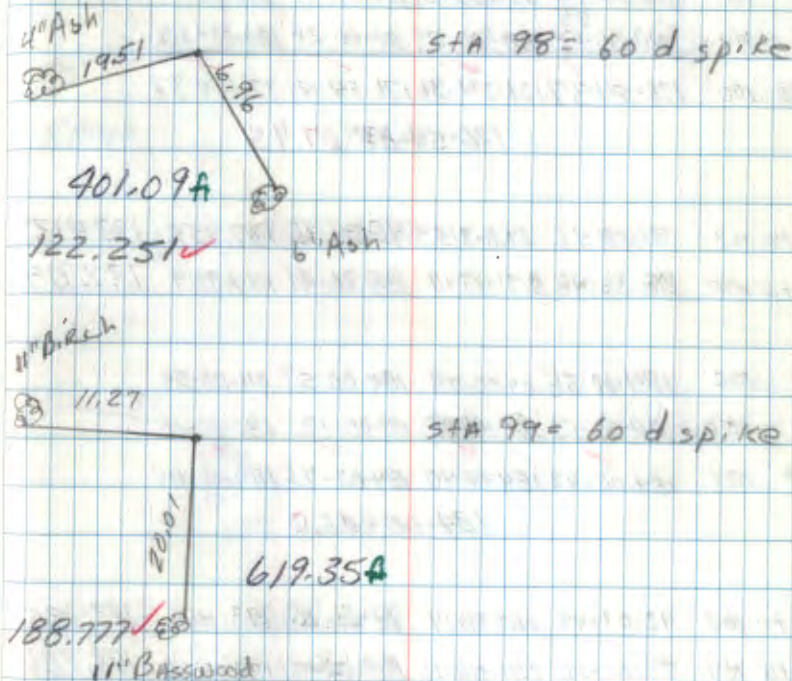 4" Ash
19.51
6.96
Sta 98 = 60 d spike
401.09 ft
122.251 ✓
6" Ash
11" Birch
11.27
Sta 99 = 60 d spike
20.01
619.35 ft
188.777 ✓
11" Basswood